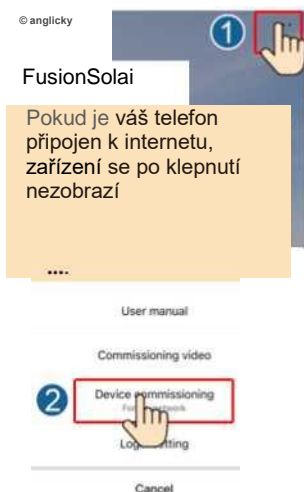 © anglicky
1
FusionSolai
Pokud je váš telefon
připojen k internetu,
zařízení se po klepnutí
nezobrazí
User manual
Commissioning video
2
Device commissioning
Cancel